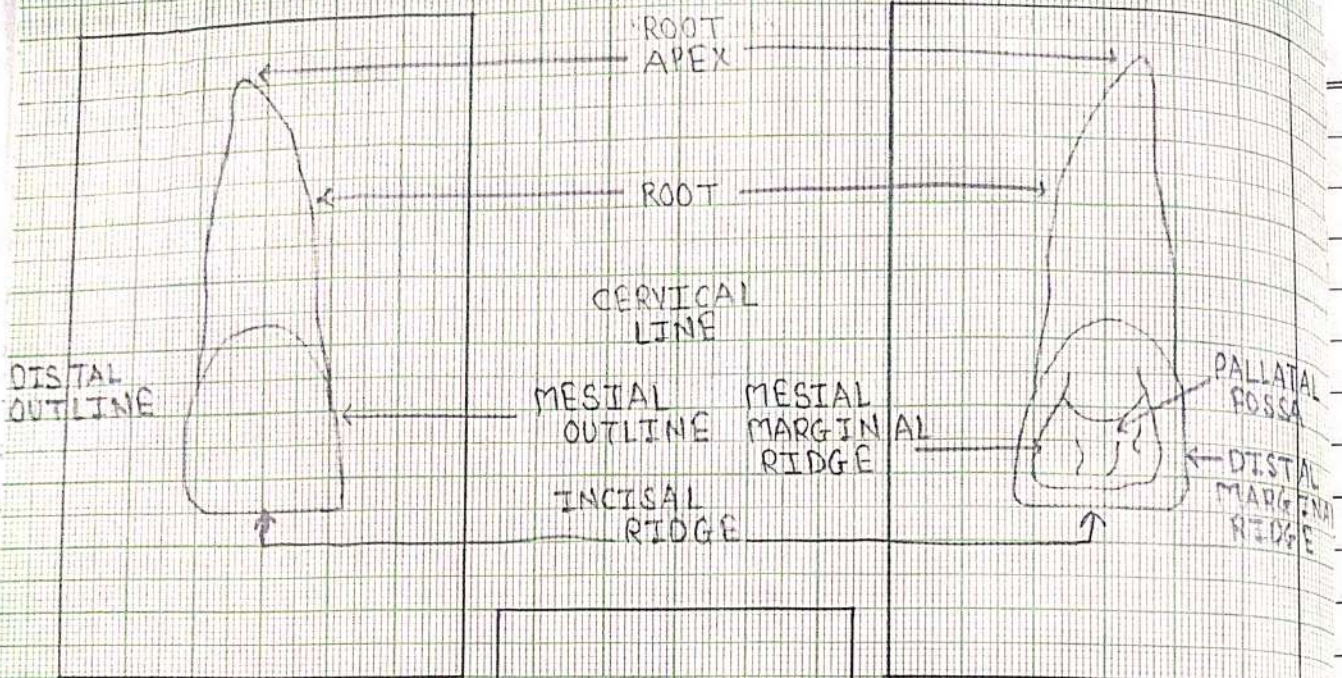 ROOT
APEX
ROOT
CERVICAL
LINE
DISTAL
OUTLINE
MESIAL
OUTLINE
MESIAL
MARGINAL
RIDGE
PALLATAL
FOSSA
DISTAL
MARGINAL
RIDGE
INCISAL
RIDGE